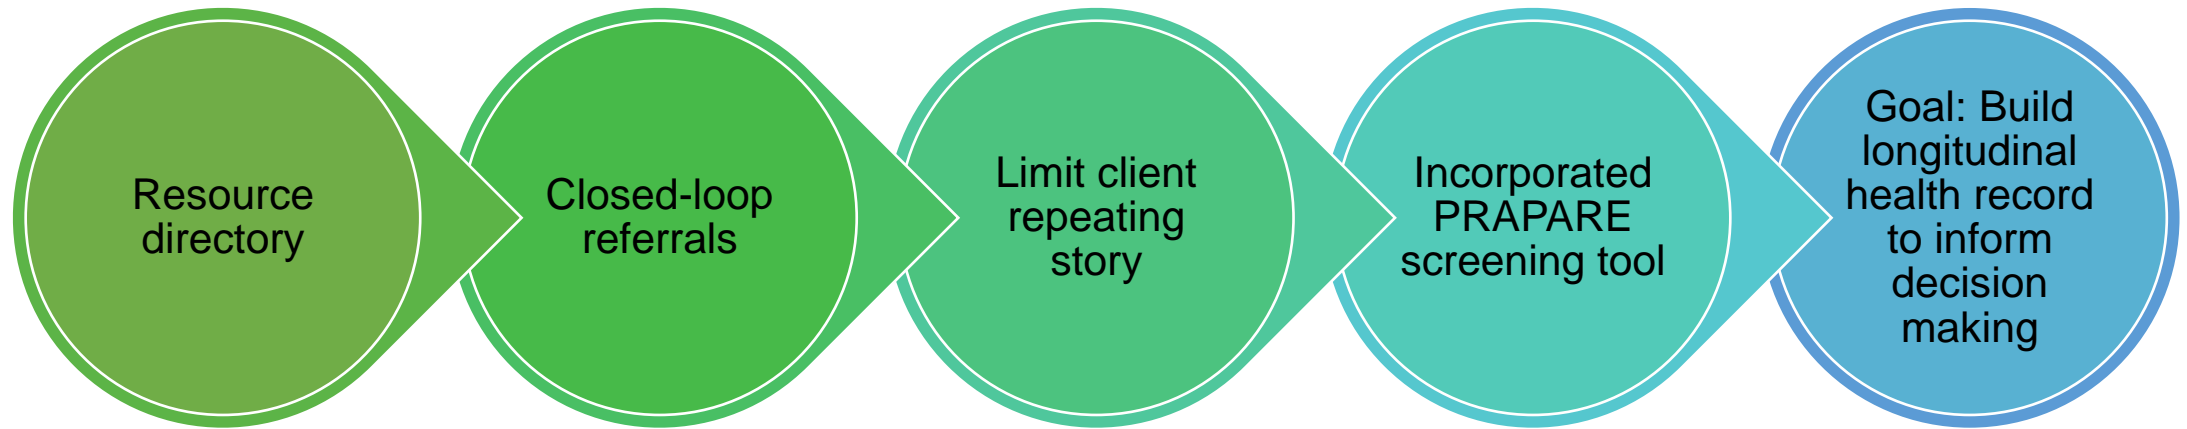 Resource
directory
Closed-loop
referrals
Limit client
repeating
story
Incorporated
PRAPARE
screening tool
Goal: Build
longitudinal
health record
to inform
decision
making